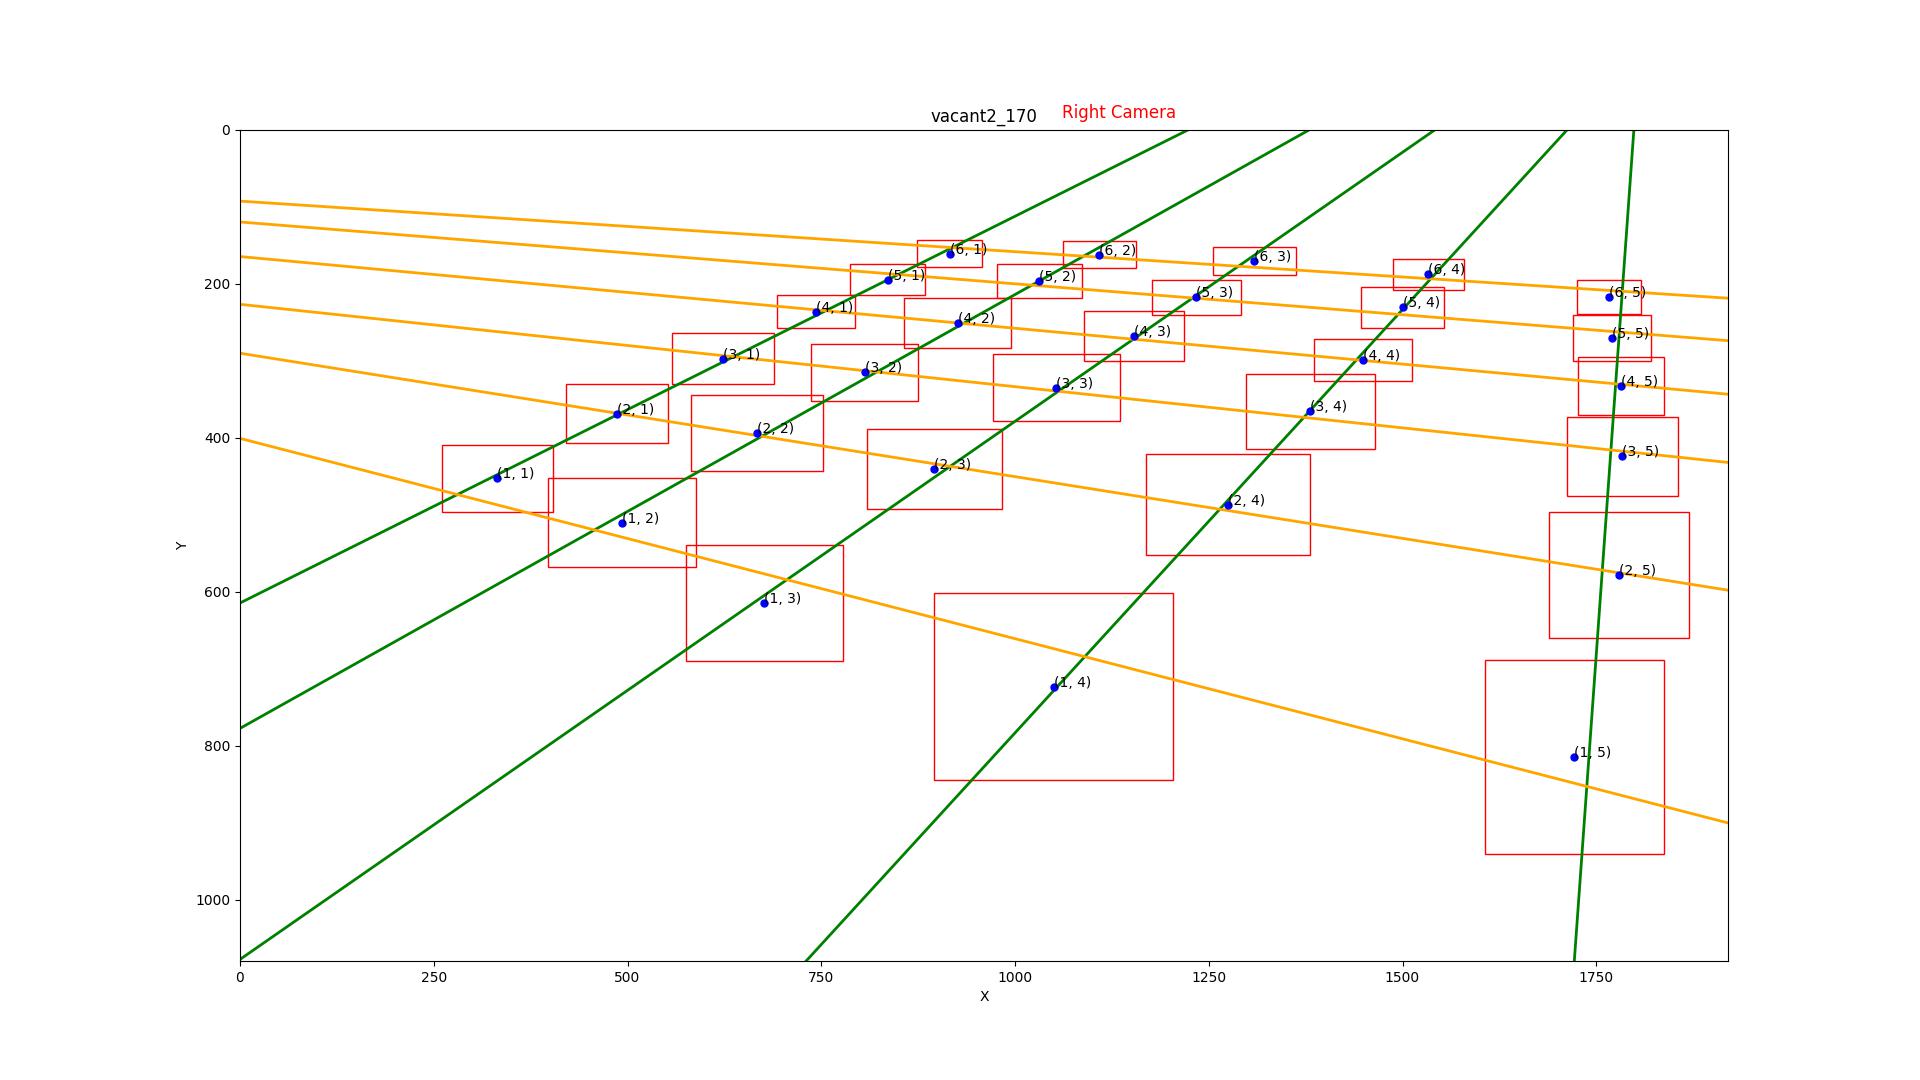 vacant2_170 Right Camera
0
(6, 1) (6, 2) (6, 3) (6, 4) (6, 5)
200
(5, 1) (5, 2) (5, 3) (5, 4) (5, 5)
(4, 1) (4, 2) (4, 3) (4, 4) (4, 5)
(3, 1) (3, 2) (3, 3) (3, 4) (3, 5)
400
(2, 1) (2, 2) (2, 3) (2, 4) (2, 5)
(1, 1) (1, 2) (1, 3) (1, 4) (1, 5)
Y
600
800
1000
0 250 500 750 1000 1250 1500 1750
X